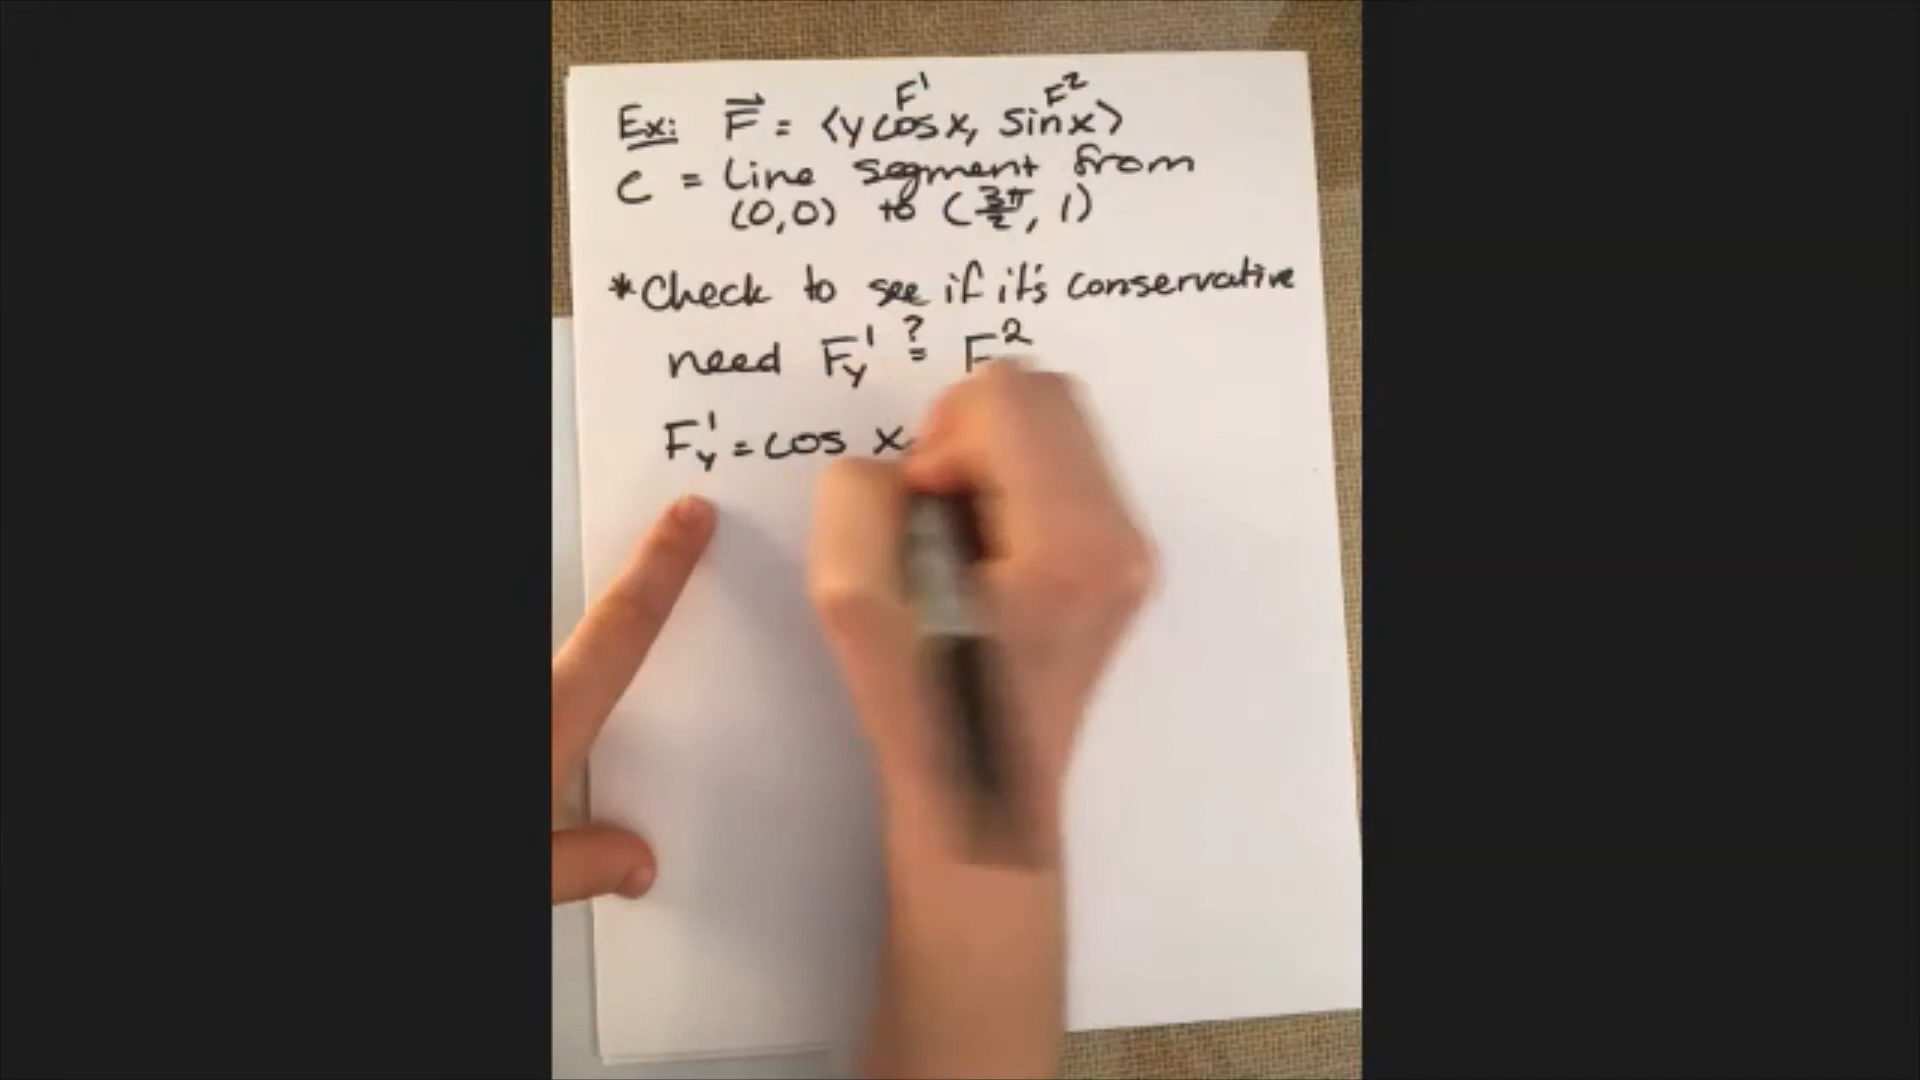 F¹ F²
Ex: F⃗ = ⟨y cos x, sin x⟩
C = Line segment from
(0,0) to (3π/2, 1)
*Check to see if it's conservative
need F¹y ?= F²
F¹y = cos x